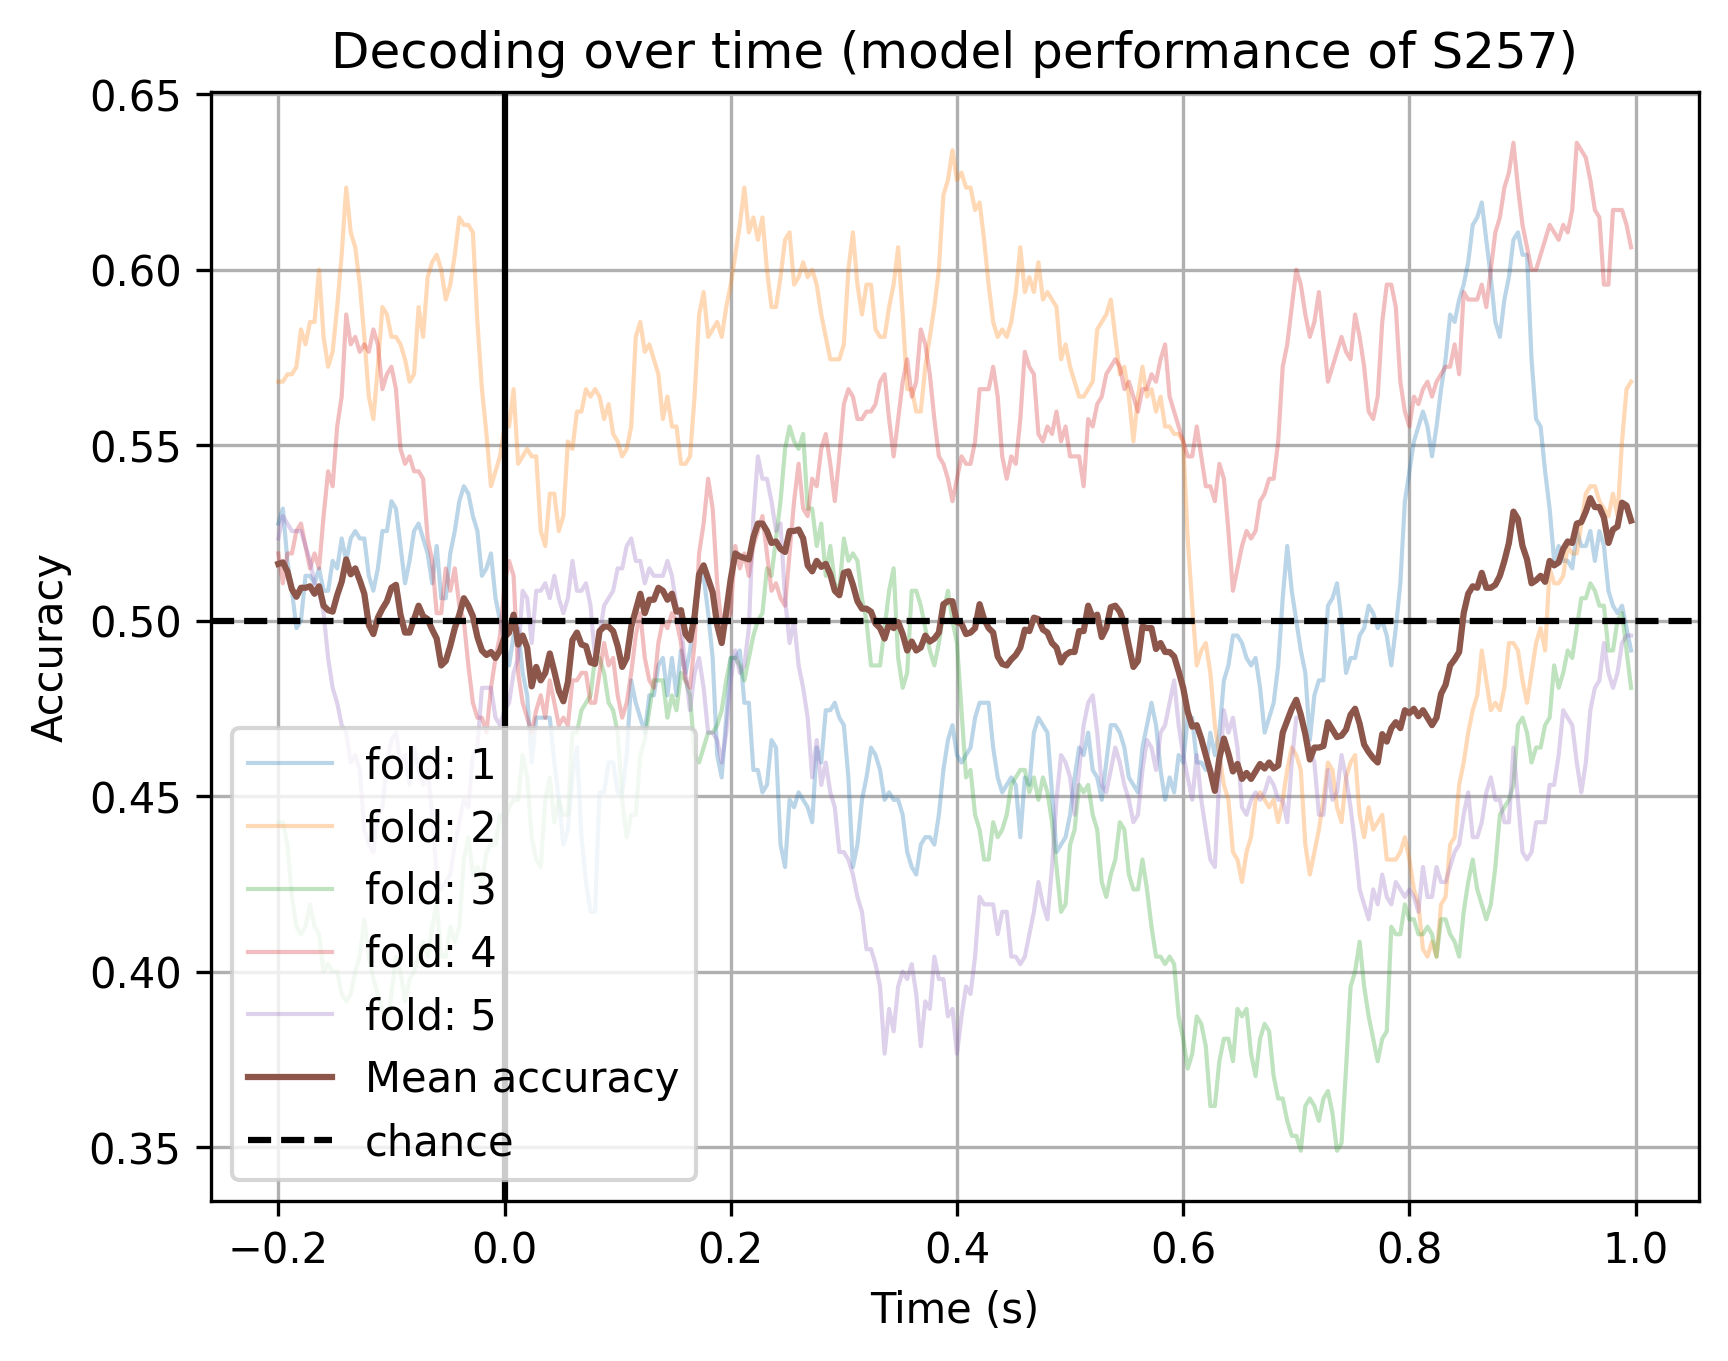 Decoding over time (model performance of S257)
Accuracy
0.65
0.60
0.55
0.50
0.45
0.40
0.35
fold: 1
fold: 2
fold: 3
fold: 4
fold: 5
Mean accuracy
chance
−0.2 0.0 0.2 0.4 0.6 0.8 1.0
Time (s)